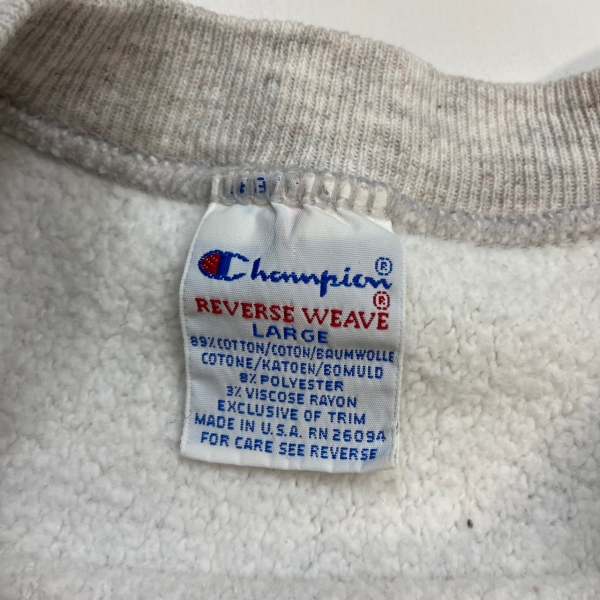 Champion®
REVERSE WEAVE®
LARGE
89% COTTON/COTON/BAUMWOLLE
COTONE/KATOEN/BOMULD
8% POLYESTER
3% VISCOSE RAYON
EXCLUSIVE OF TRIM
MADE IN U.S.A. RN 26094
FOR CARE SEE REVERSE